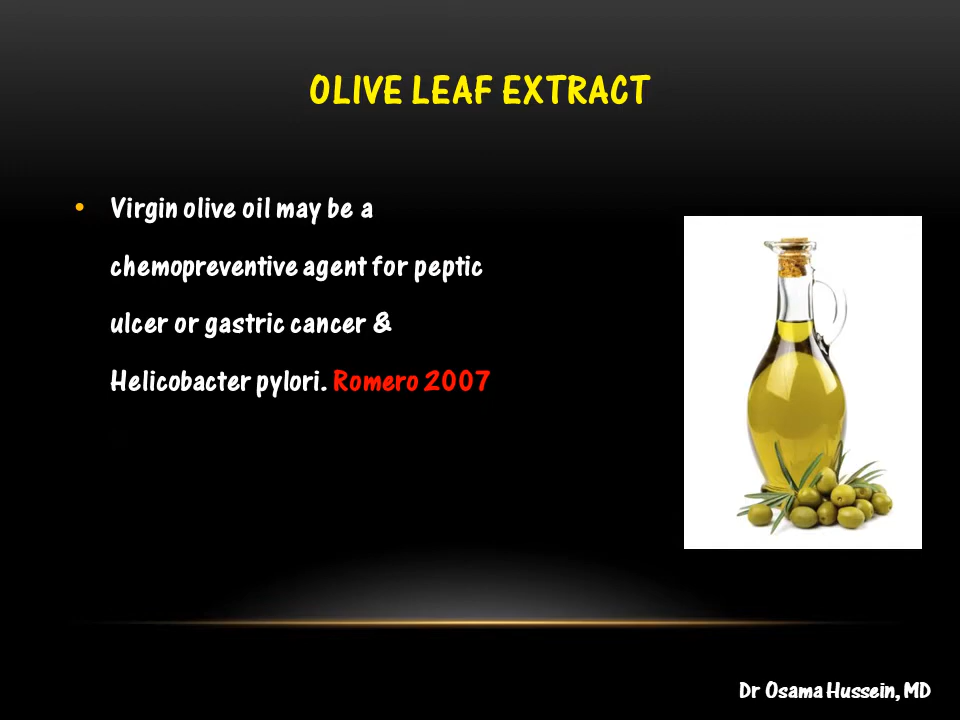 OLIVE LEAF EXTRACT
• Virgin olive oil may be a
chemopreventive agent for peptic
ulcer or gastric cancer &
Helicobacter pylori. Romero 2007
Dr Osama Hussein, MD